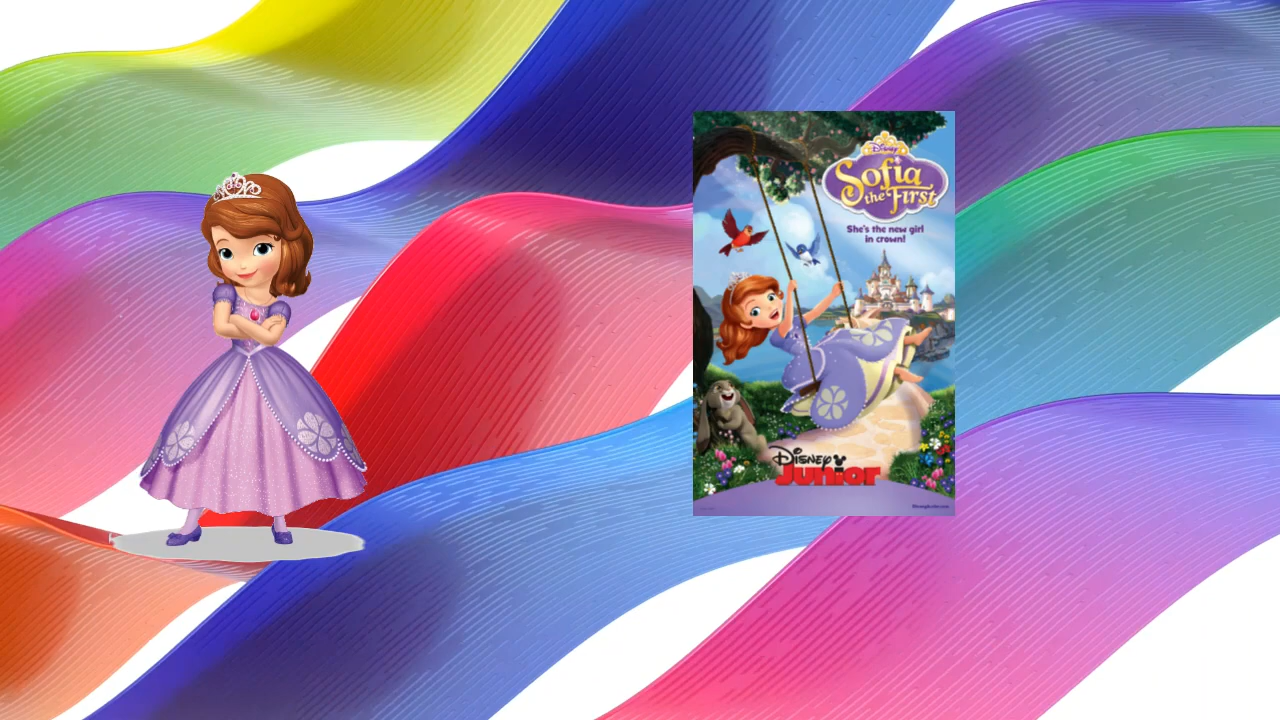 Disney
Sofia
the First
She's the new girl
in crown!
Disney
Junior